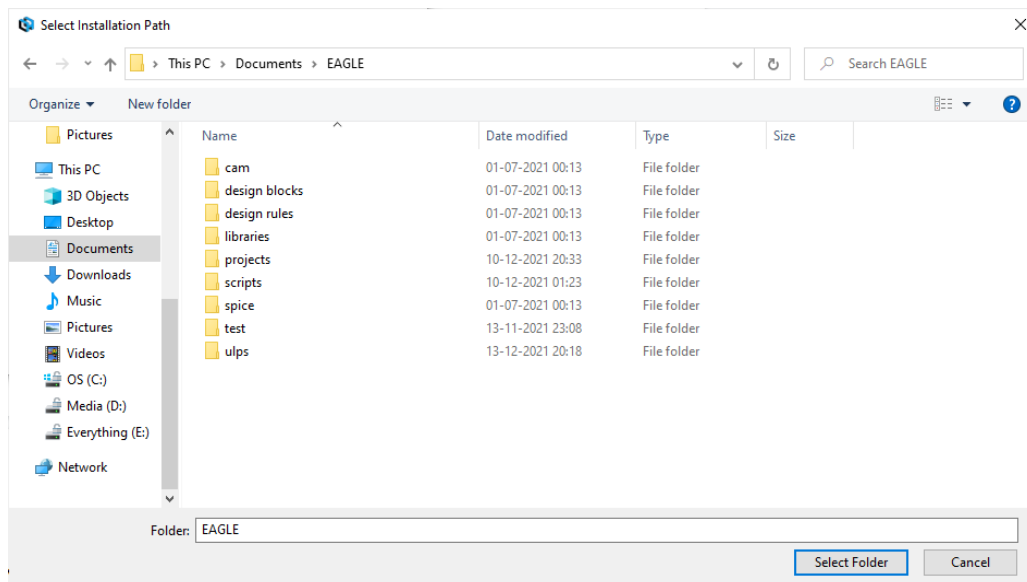 Select Installation Path
This PC > Documents > EAGLE
Search EAGLE
Organize
New folder
Name
Date modified
Type
Size
Pictures
This PC
3D Objects
Desktop
Documents
Downloads
Music
Pictures
Videos
OS (C:)
Media (D:)
Everything (E:)
Network
cam 01-07-2021 00:13 File folder
design blocks 01-07-2021 00:13 File folder
design rules 01-07-2021 00:13 File folder
libraries 01-07-2021 00:13 File folder
projects 10-12-2021 20:33 File folder
scripts 10-12-2021 01:23 File folder
spice 01-07-2021 00:13 File folder
test 13-11-2021 23:08 File folder
ulps 13-12-2021 20:18 File folder
Folder: EAGLE
Select Folder
Cancel